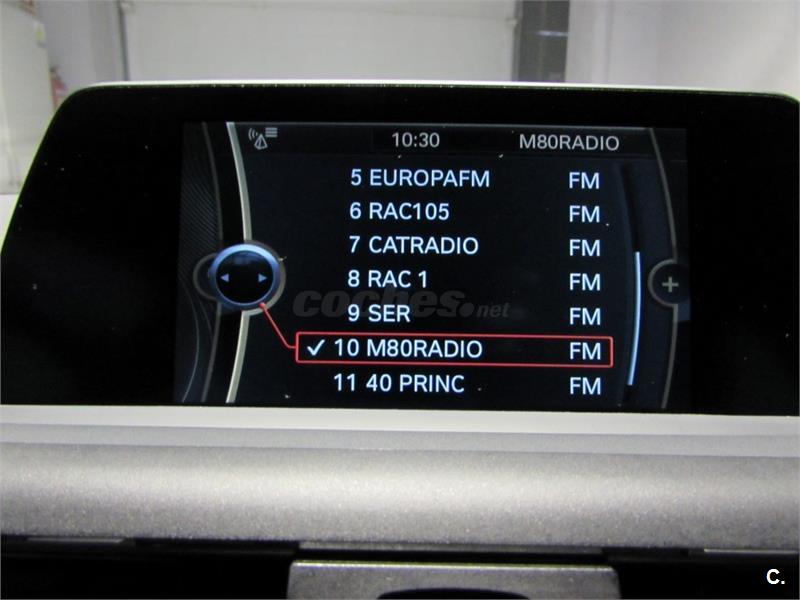 10:30 M80RADIO
5 EUROPAFM FM
6 RAC105 FM
7 CATRADIO FM
8 RAC 1 FM
coches.net
9 SER FM
✓ 10 M80RADIO FM
11 40 PRINC FM
C.